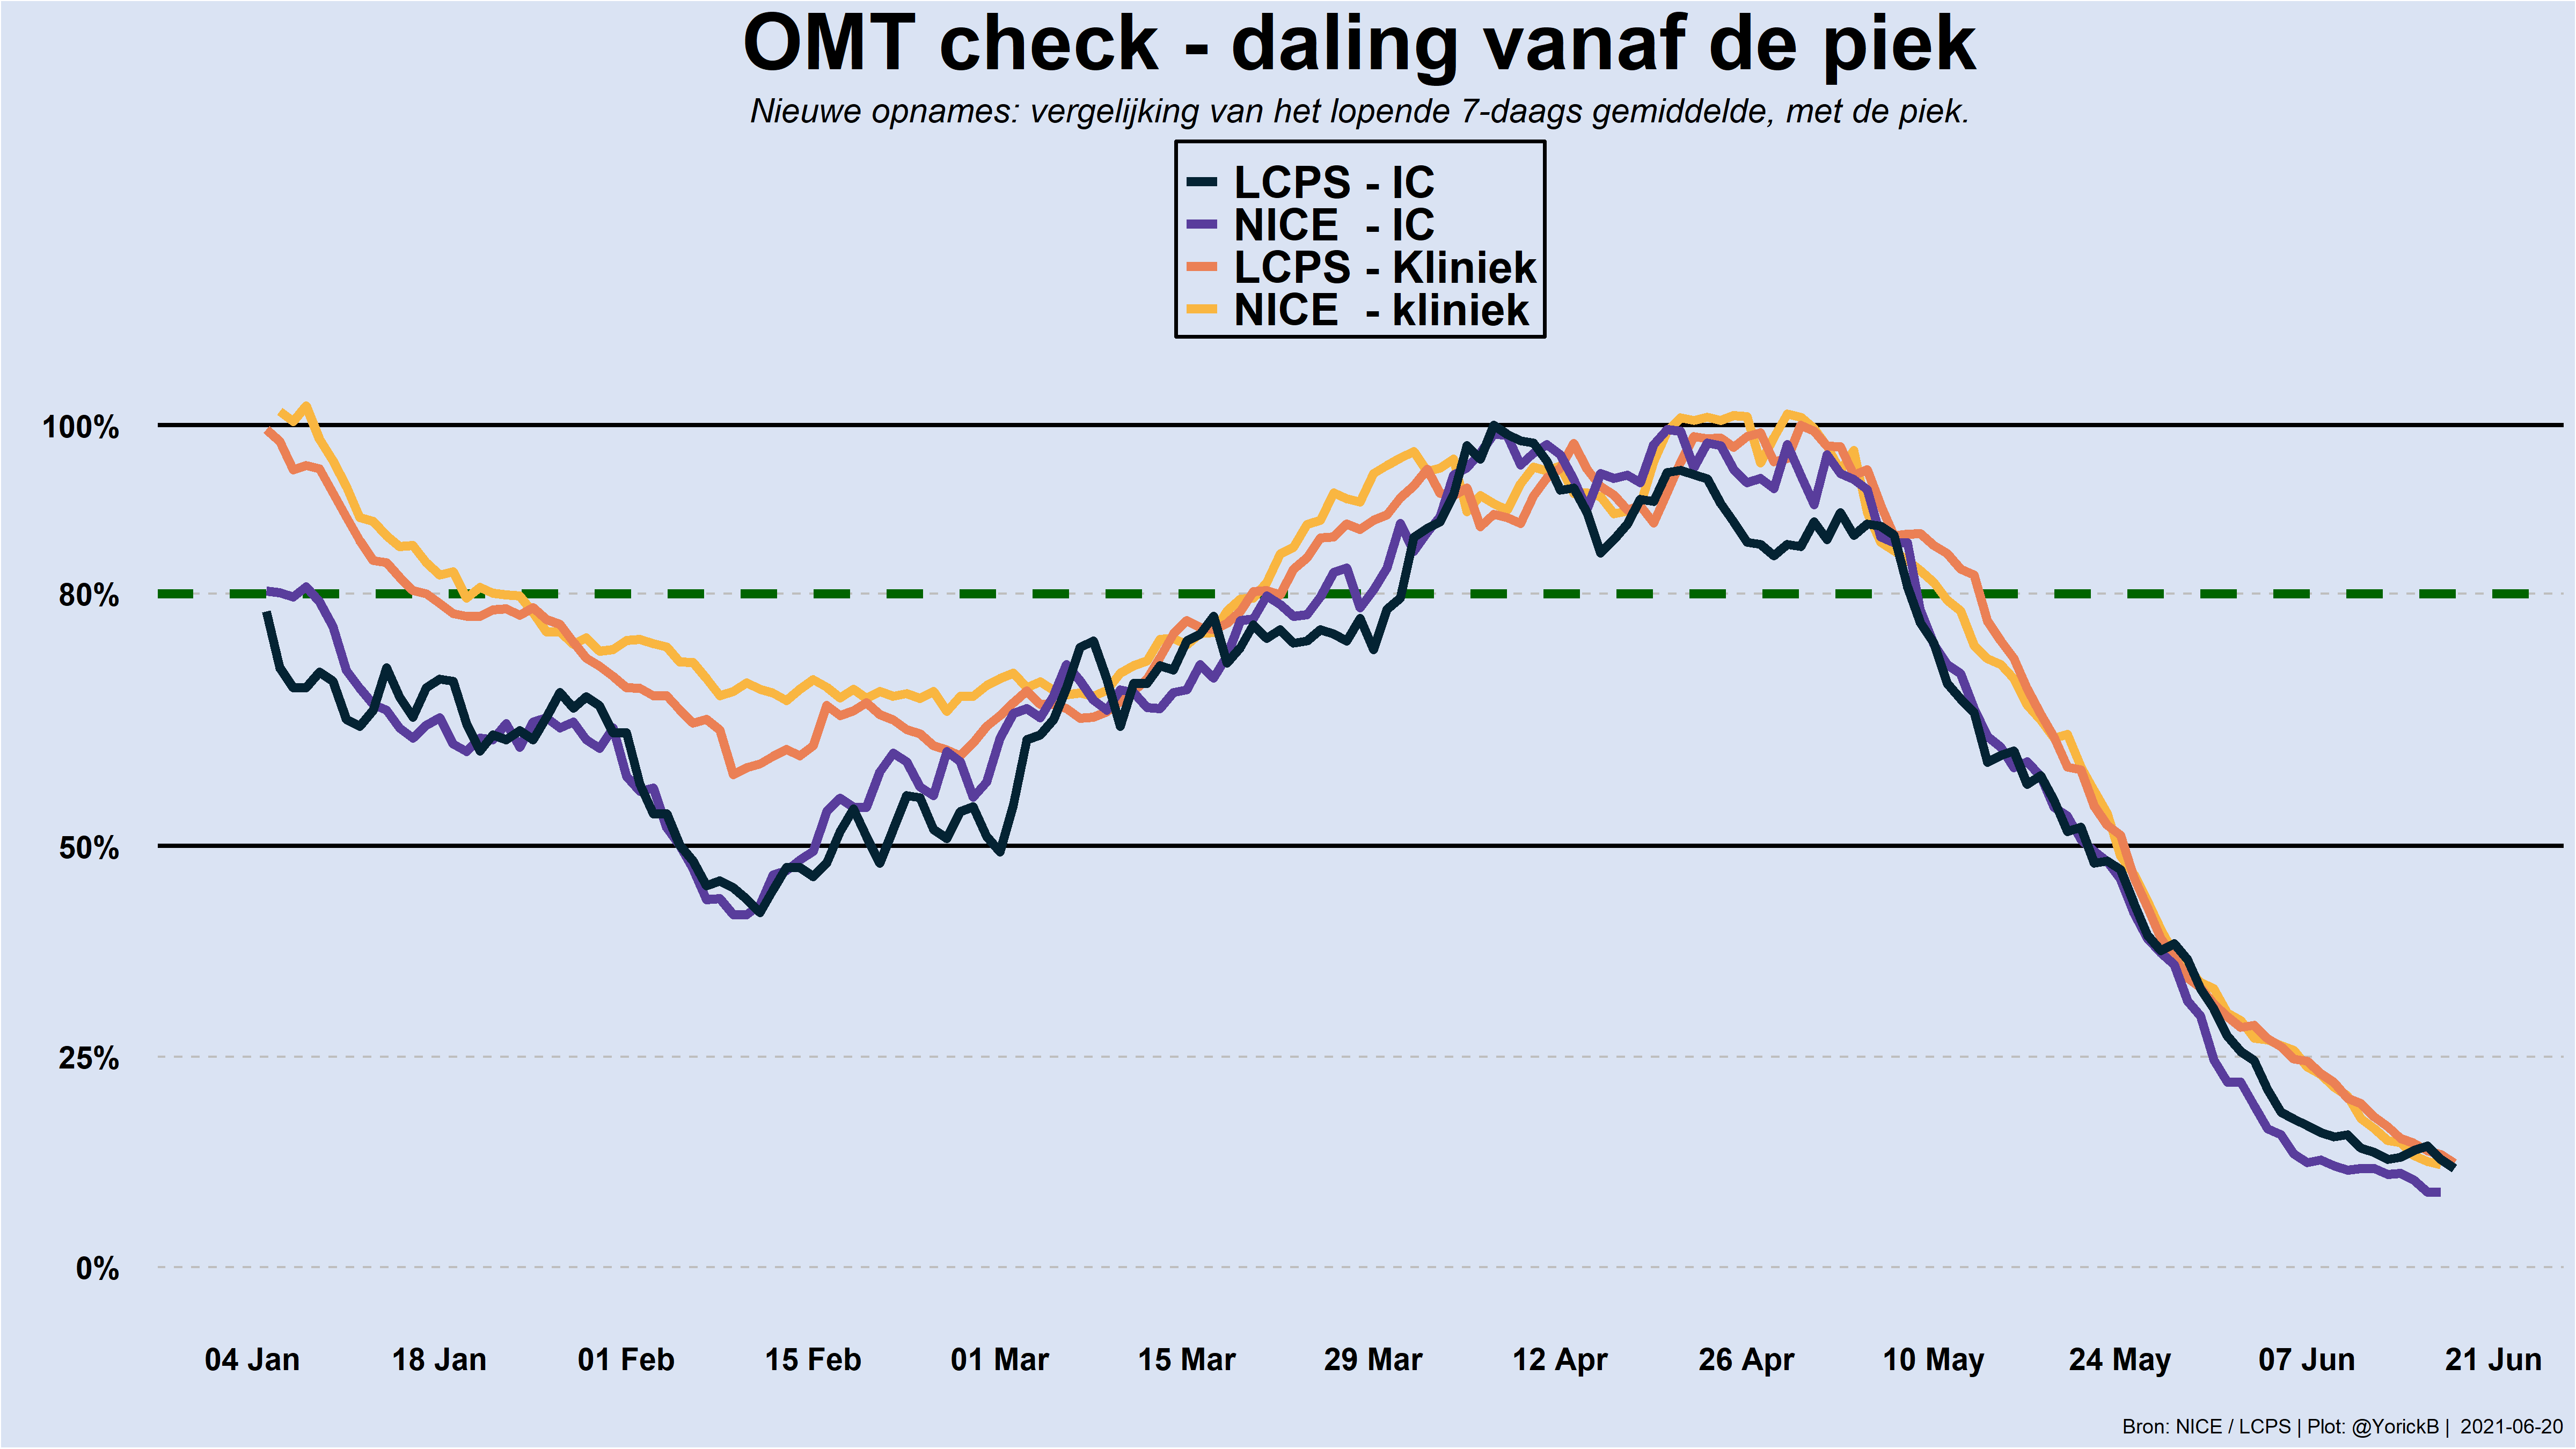 OMT check - daling vanaf de piek
Nieuwe opnames: vergelijking van het lopende 7-daags gemiddelde, met de piek.
LCPS - IC
NICE - IC
LCPS - Kliniek
NICE - kliniek
100%
80%
50%
25%
0%
04 Jan 18 Jan 01 Feb 15 Feb 01 Mar 15 Mar 29 Mar 12 Apr 26 Apr 10 May 24 May 07 Jun 21 Jun
Bron: NICE / LCPS | Plot: @YorickB | 2021-06-20